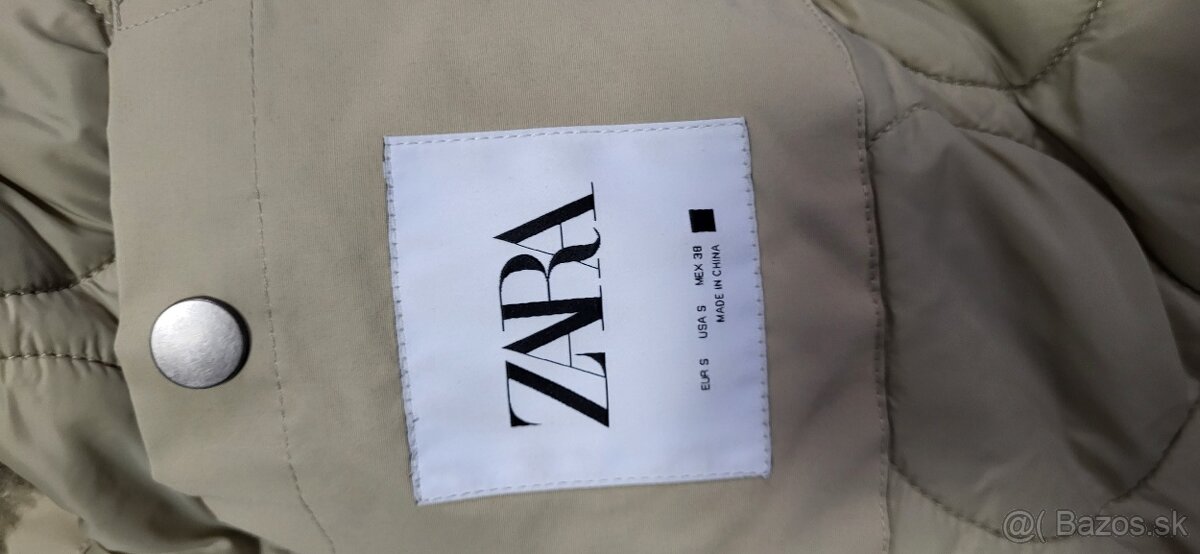 ZARA
EUR S USA S MEX 38
MADE IN CHINA
@( Bazos.sk